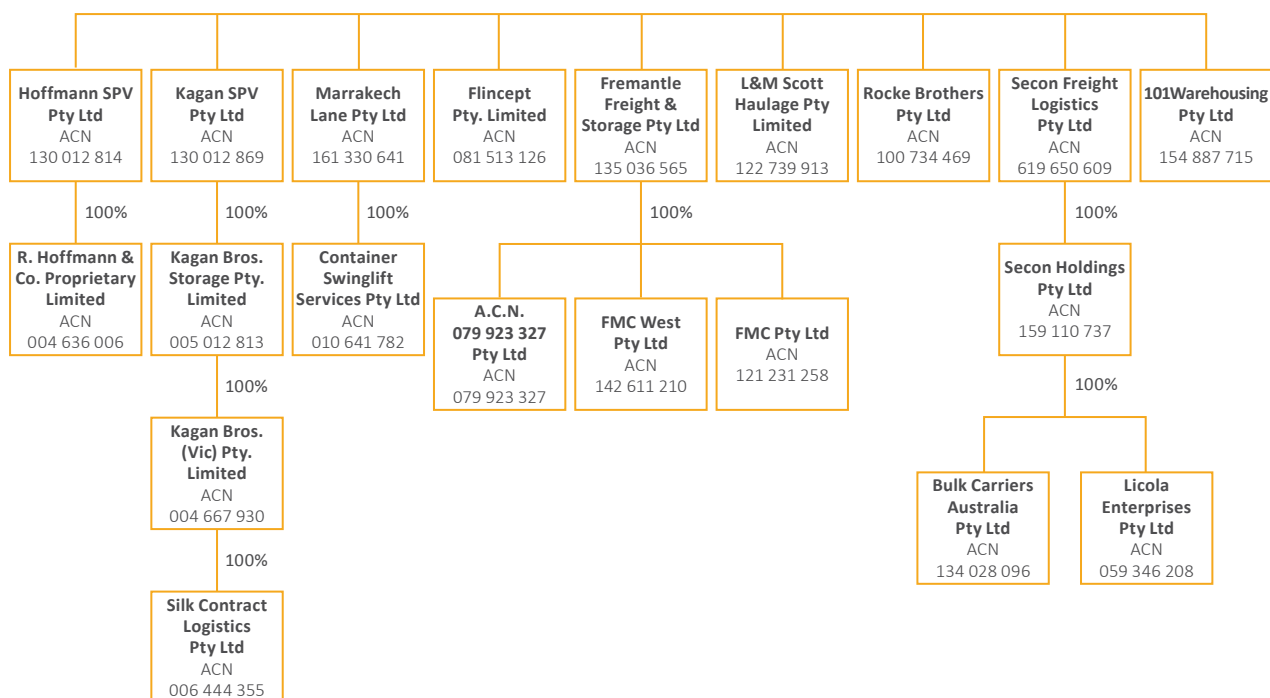 Hoffmann SPV
Pty Ltd
ACN
130 012 814
Kagan SPV
Pty Ltd
ACN
130 012 869
Marrakech
Lane Pty Ltd
ACN
161 330 641
Flincept
Pty. Limited
ACN
081 513 126
Fremantle
Freight &
Storage Pty Ltd
ACN
135 036 565
L&M Scott
Haulage Pty
Limited
ACN
122 739 913
Rocke Brothers
Pty Ltd
ACN
100 734 469
Secon Freight
Logistics
Pty Ltd
ACN
619 650 609
101Warehousing
Pty Ltd
ACN
154 887 715
100%
100%
100%
100%
100%
R. Hoffmann &
Co. Proprietary
Limited
ACN
004 636 006
Kagan Bros.
Storage Pty.
Limited
ACN
005 012 813
Container
Swinglift
Services Pty Ltd
ACN
010 641 782
A.C.N.
079 923 327
Pty Ltd
ACN
079 923 327
FMC West
Pty Ltd
ACN
142 611 210
FMC Pty Ltd
ACN
121 231 258
Secon Holdings
Pty Ltd
ACN
159 110 737
100%
100%
Kagan Bros.
(Vic) Pty.
Limited
ACN
004 667 930
Bulk Carriers
Australia
Pty Ltd
ACN
134 028 096
Licola
Enterprises
Pty Ltd
ACN
059 346 208
100%
Silk Contract
Logistics
Pty Ltd
ACN
006 444 355